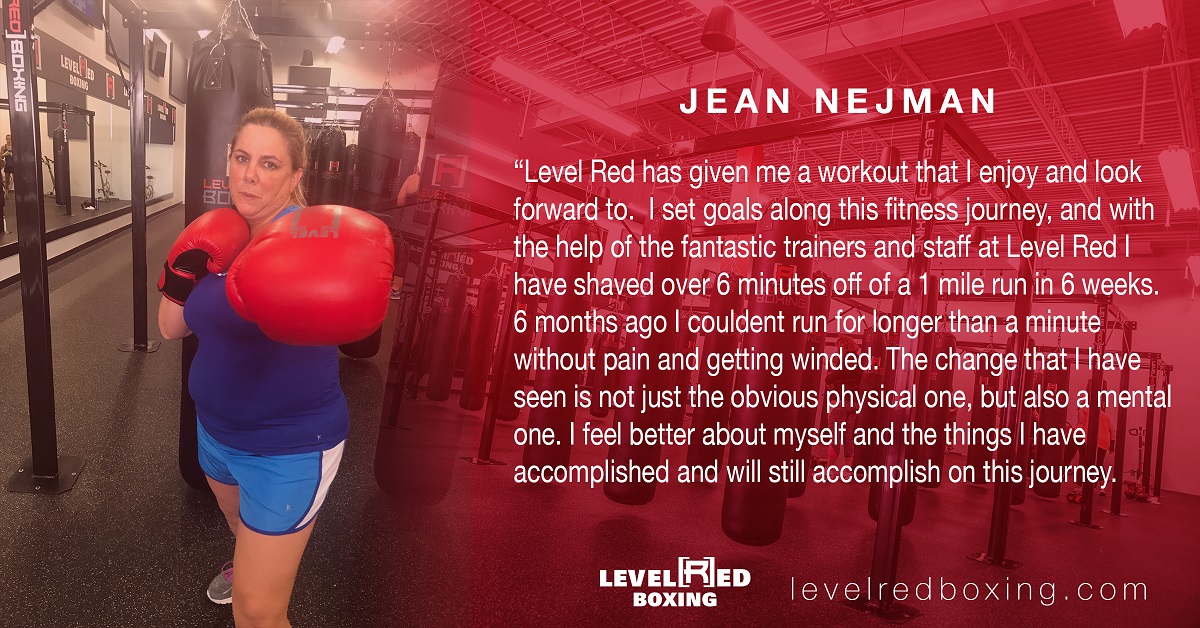 RED BOXING
LEVEL RED
BOXING
JEAN NEJMAN
“Level Red has given me a workout that I enjoy and look
forward to.  I set goals along this fitness journey, and with
the help of the fantastic trainers and staff at Level Red I
have shaved over 6 minutes off of a 1 mile run in 6 weeks.
6 months ago I couldent run for longer than a minute
without pain and getting winded. The change that I have
seen is not just the obvious physical one, but also a mental
one. I feel better about myself and the things I have
accomplished and will still accomplish on this journey.
LEVEL RED
BOXING
levelredboxing.com